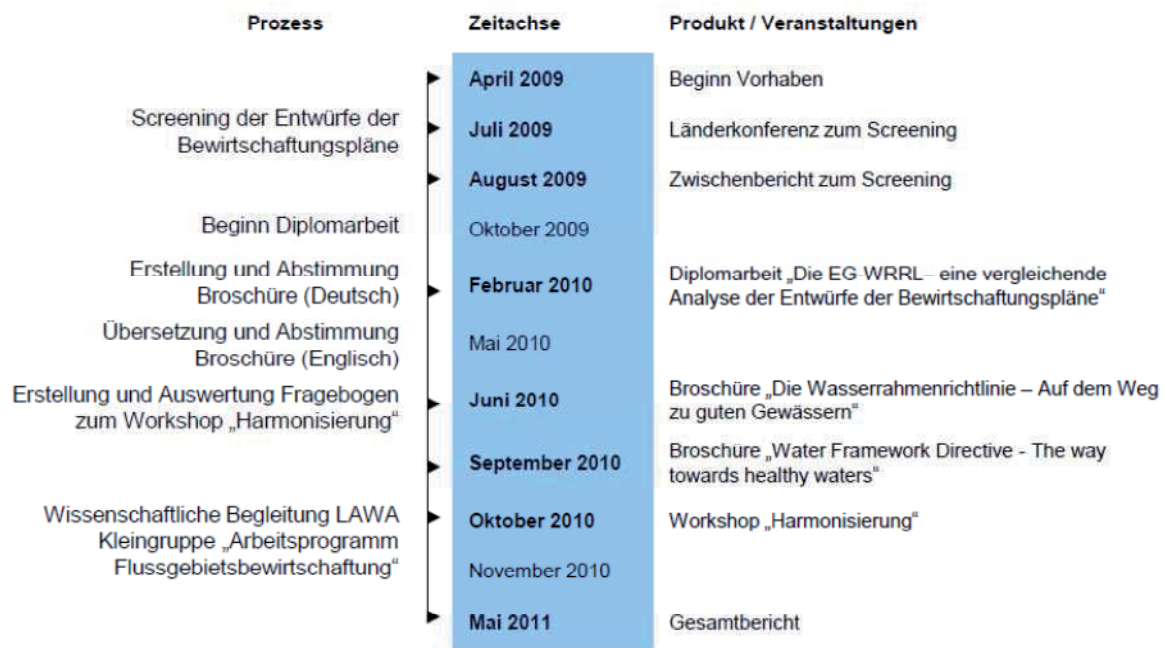 Prozess Zeitachse Produkt / Veranstaltungen
April 2009 Beginn Vorhaben
Screening der Entwürfe der
Bewirtschaftungspläne
Juli 2009 Länderkonferenz zum Screening
August 2009 Zwischenbericht zum Screening
Beginn Diplomarbeit Oktober 2009
Erstellung und Abstimmung
Broschüre (Deutsch)
Februar 2010
Diplomarbeit „Die EG-WRRL– eine vergleichende
Analyse der Entwürfe der Bewirtschaftungspläne“
Übersetzung und Abstimmung
Broschüre (Englisch)
Mai 2010
Erstellung und Auswertung Fragebogen
zum Workshop „Harmonisierung“
Juni 2010
Broschüre „Die Wasserrahmenrichtlinie – Auf dem Weg
zu guten Gewässern“
September 2010
Broschüre „Water Framework Directive - The way
towards healthy waters“
Wissenschaftliche Begleitung LAWA
Kleingruppe „Arbeitsprogramm
Flussgebietsbewirtschaftung“
Oktober 2010 Workshop „Harmonisierung“
November 2010
Mai 2011 Gesamtbericht